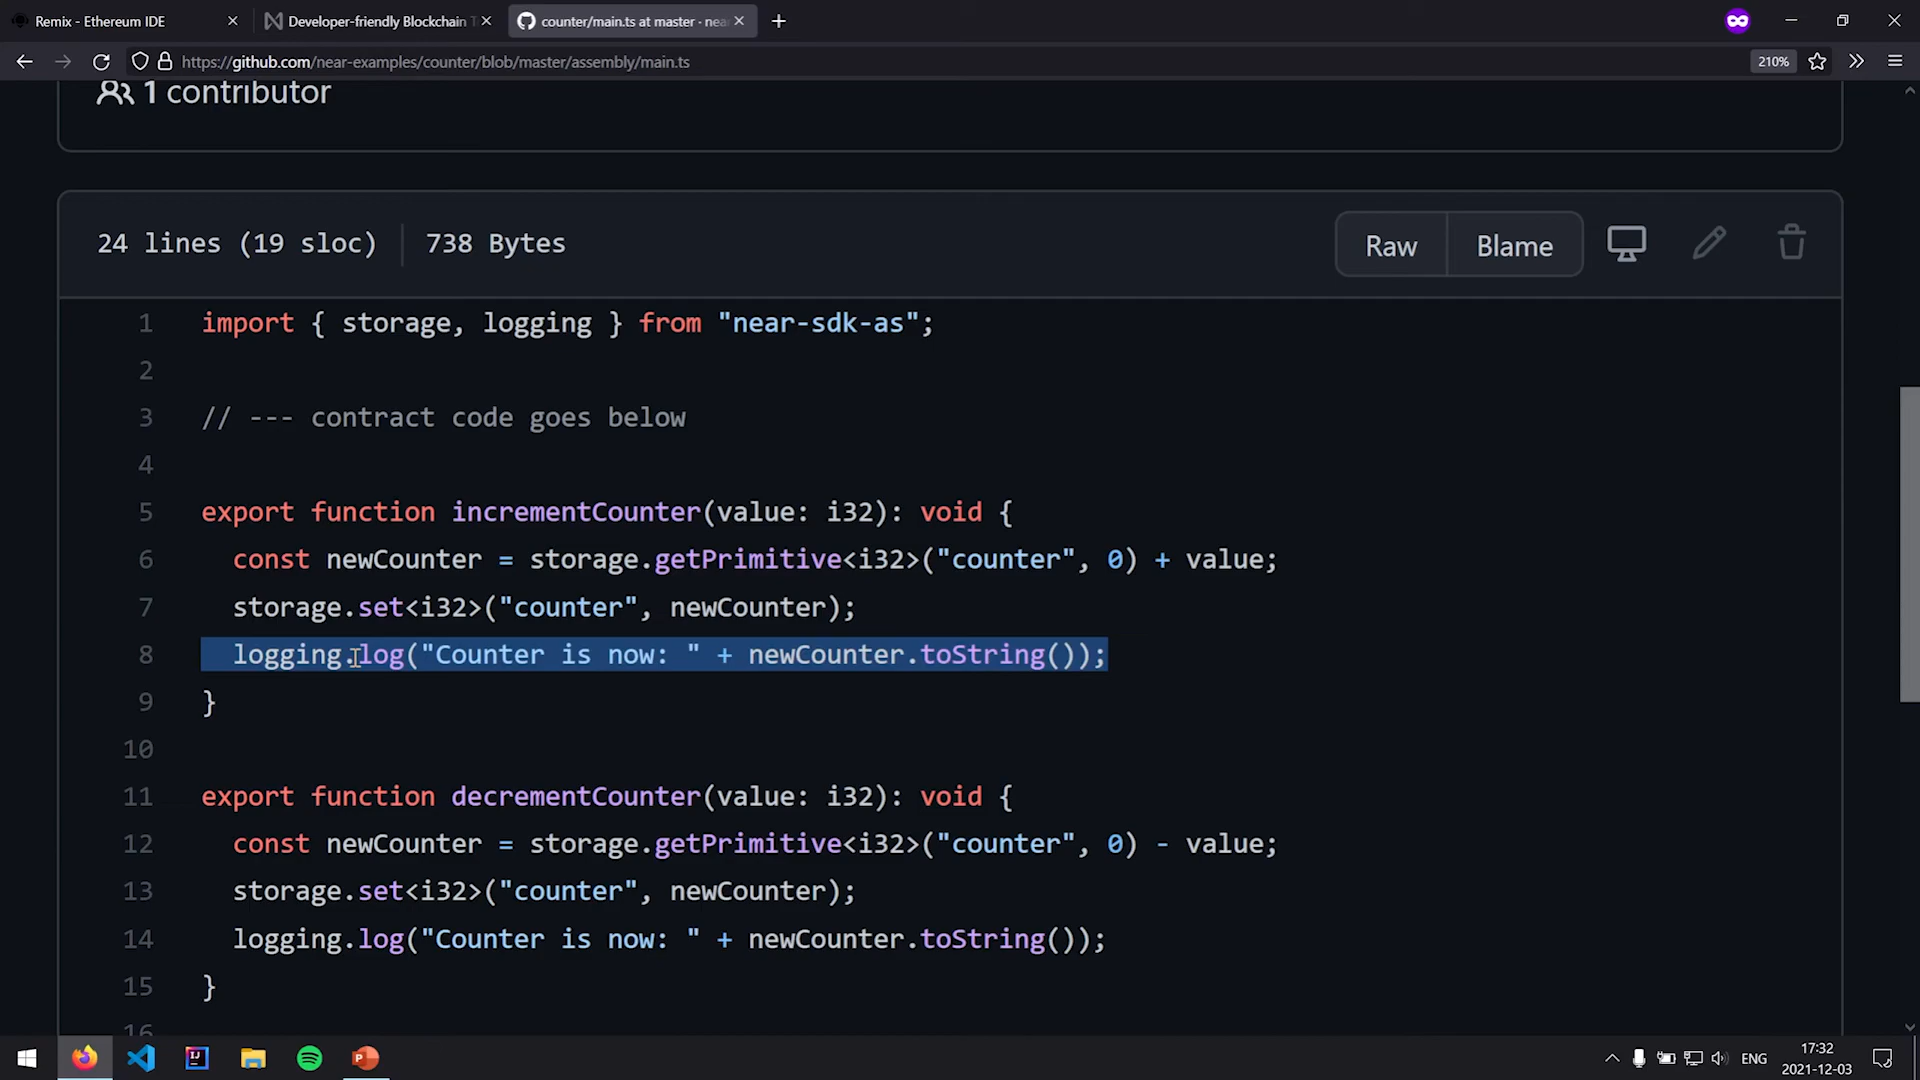 Remix - Ethereum IDE
Developer-friendly Blockchain T
counter/main.ts at master · near
https://github.com/near-examples/counter/blob/master/assembly/main.ts
210%
1 contributor
24 lines (19 sloc)
738 Bytes
Raw
Blame
1 import { storage, logging } from "near-sdk-as";
2
3 // --- contract code goes below
4
5 export function incrementCounter(value: i32): void {
6 const newCounter = storage.getPrimitive<i32>("counter", 0) + value;
7 storage.set<i32>("counter", newCounter);
8 logging.log("Counter is now: " + newCounter.toString());
9 }
10
11 export function decrementCounter(value: i32): void {
12 const newCounter = storage.getPrimitive<i32>("counter", 0) - value;
13 storage.set<i32>("counter", newCounter);
14 logging.log("Counter is now: " + newCounter.toString());
15 }
16
ENG
17:32
2021-12-03